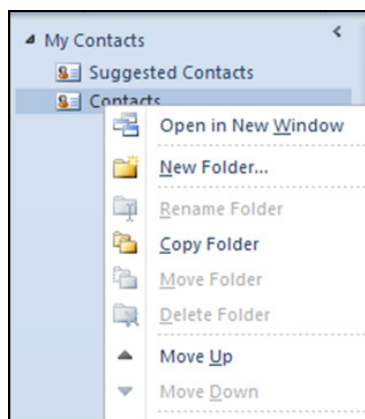 My Contacts
Suggested Contacts
Contacts
Open in New Window
New Folder...
Rename Folder
Copy Folder
Move Folder
Delete Folder
Move Up
Move Down